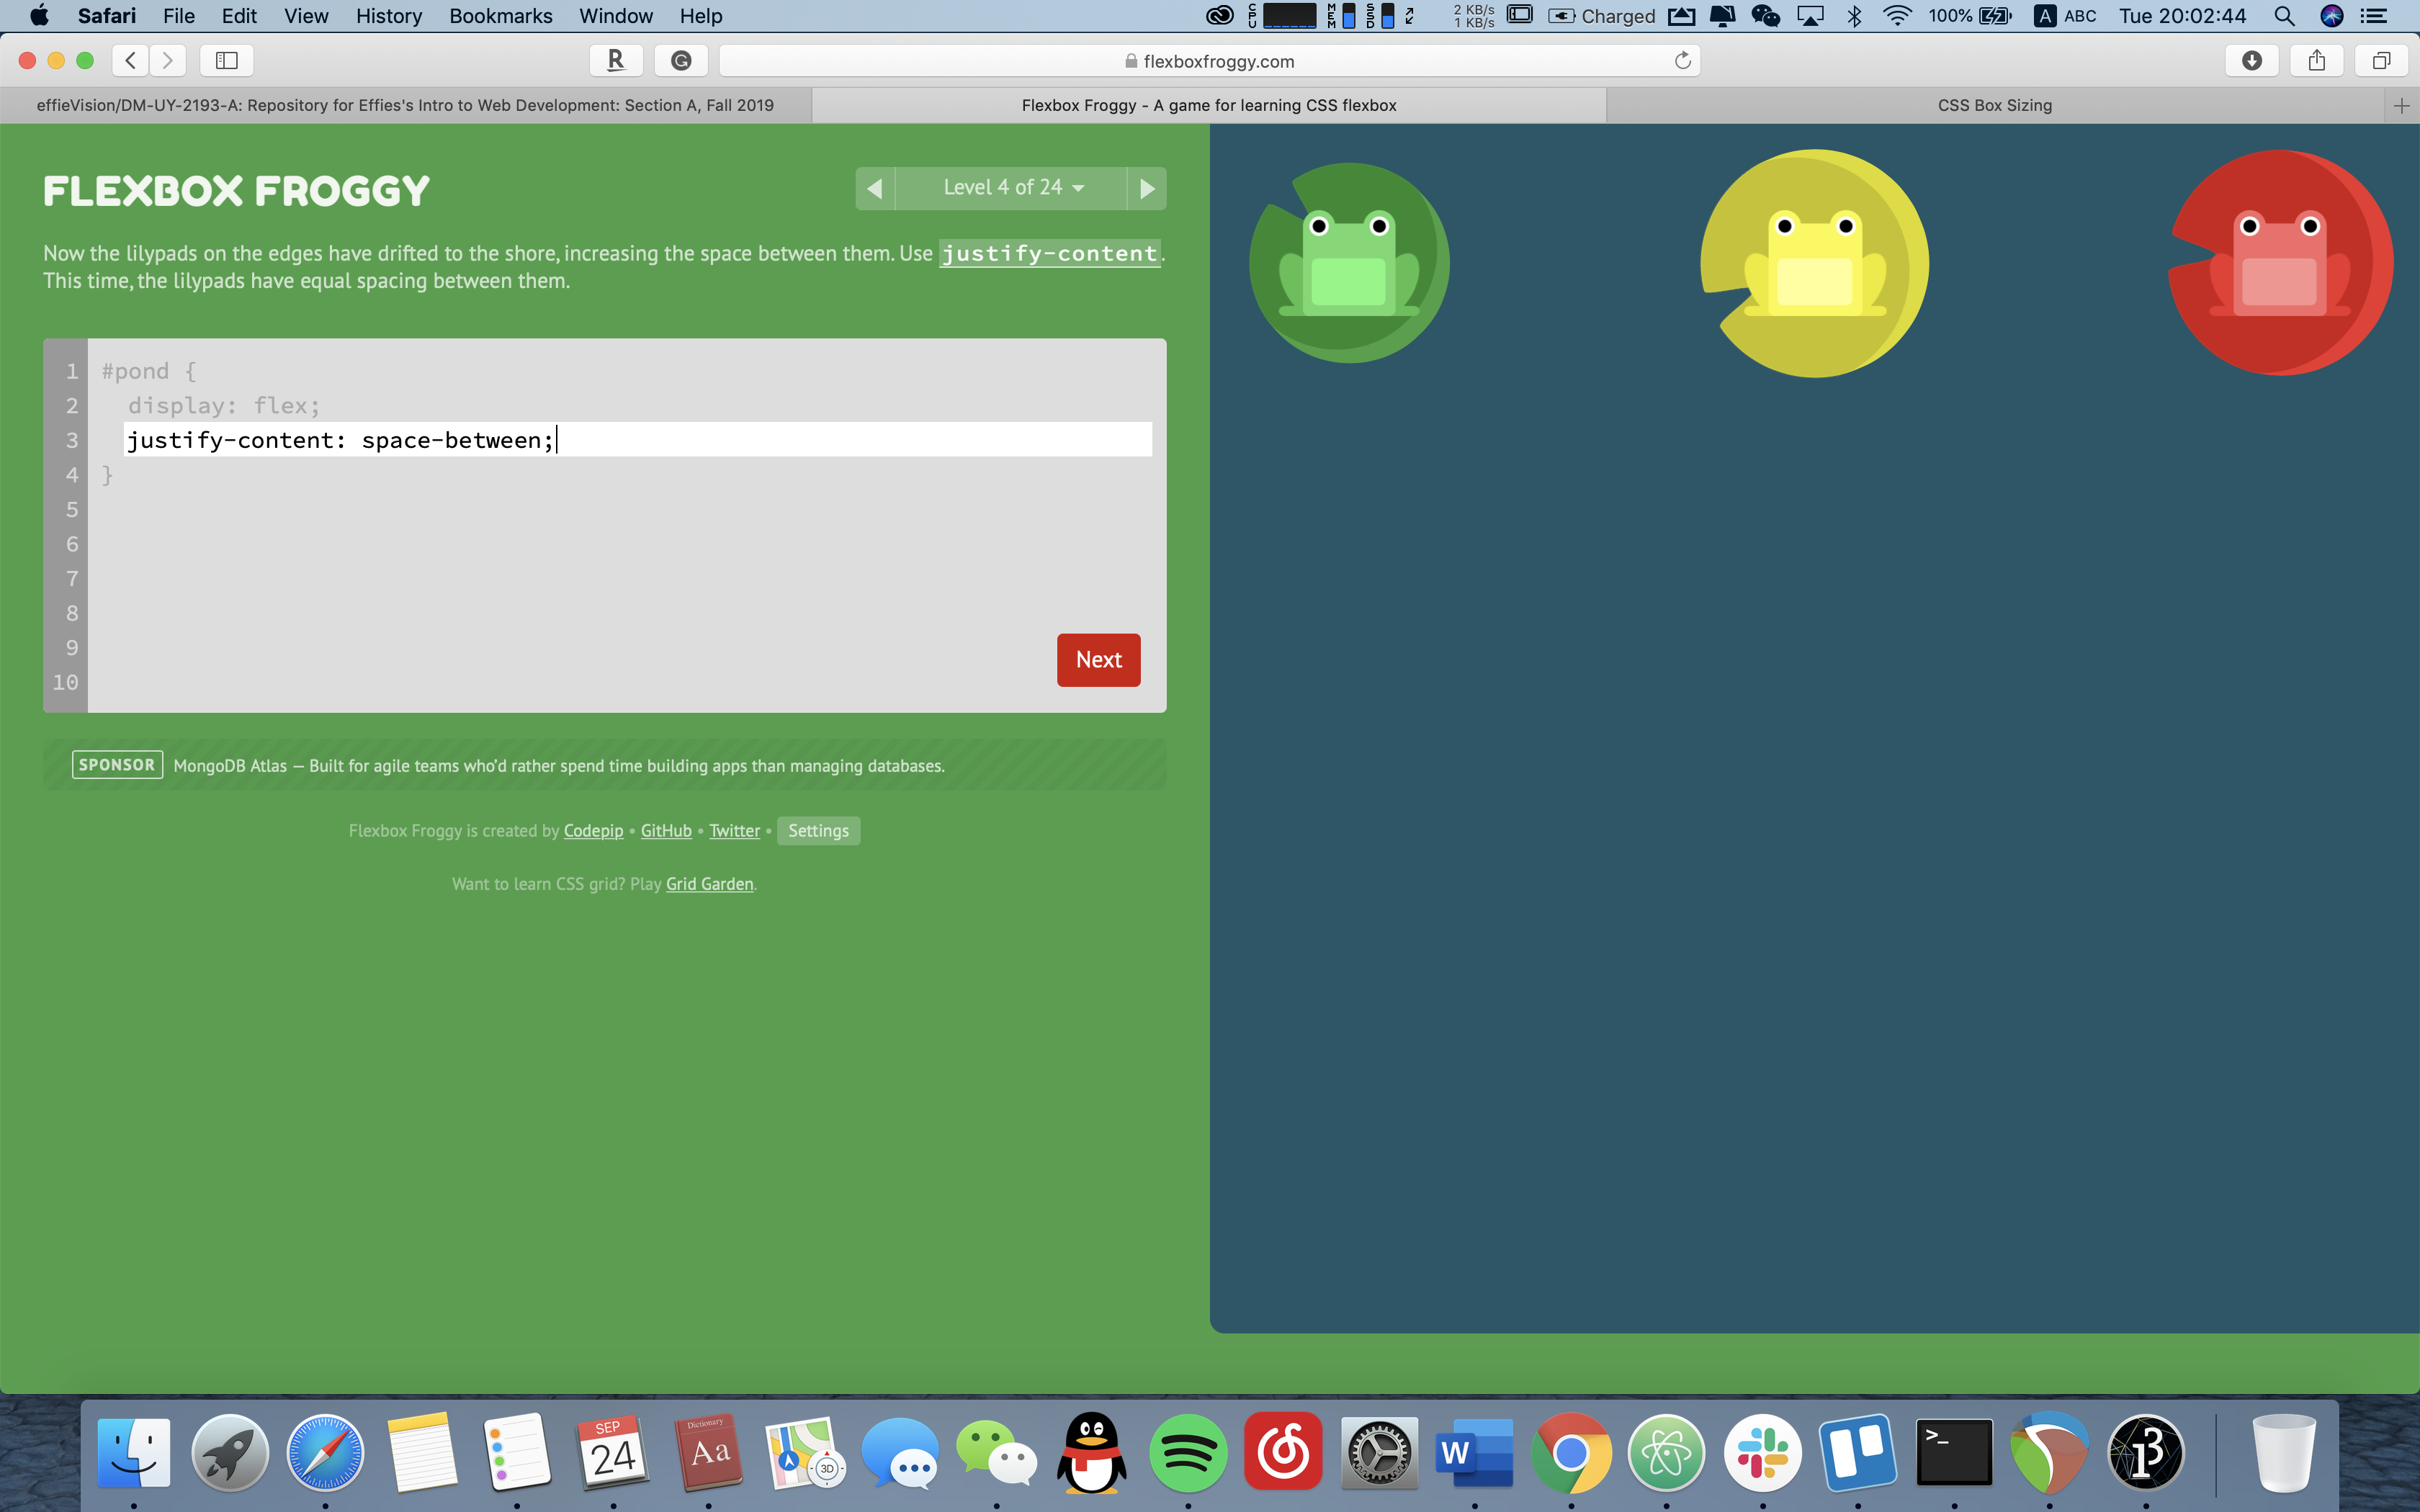 Safari File Edit View History Bookmarks Window Help CPU MEM SSD 2 KB/s 1 KB/s Charged 100% A ABC Tue 20:02:44
R G flexboxfroggy.com
effieVision/DM-UY-2193-A: Repository for Effies's Intro to Web Development: Section A, Fall 2019 Flexbox Froggy - A game for learning CSS flexbox CSS Box Sizing
FLEXBOX FROGGY
Level 4 of 24
Now the lilypads on the edges have drifted to the shore, increasing the space between them. Use justify-content.
This time, the lilypads have equal spacing between them.
1 #pond {
2 display: flex;
3 justify-content: space-between;
4 }
5
6
7
8
9
10
Next
SPONSOR MongoDB Atlas — Built for agile teams who'd rather spend time building apps than managing databases.
Flexbox Froggy is created by Codepip • GitHub • Twitter • Settings
Want to learn CSS grid? Play Grid Garden.
SEP
24
Dictionary
Aa
3D
W
>_